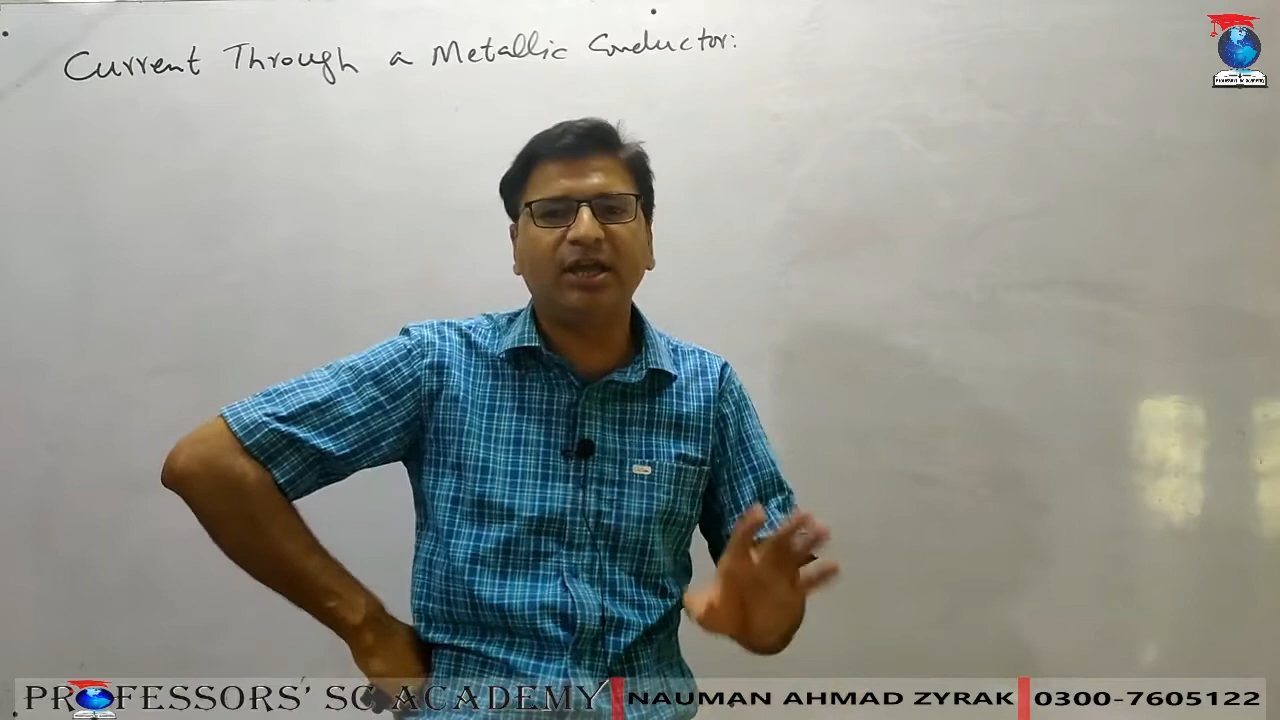 Current Through a Metallic Conductor:
PROFESSORS' SC ACADEMY NAUMAN AHMAD ZYRAK 0300-7605122